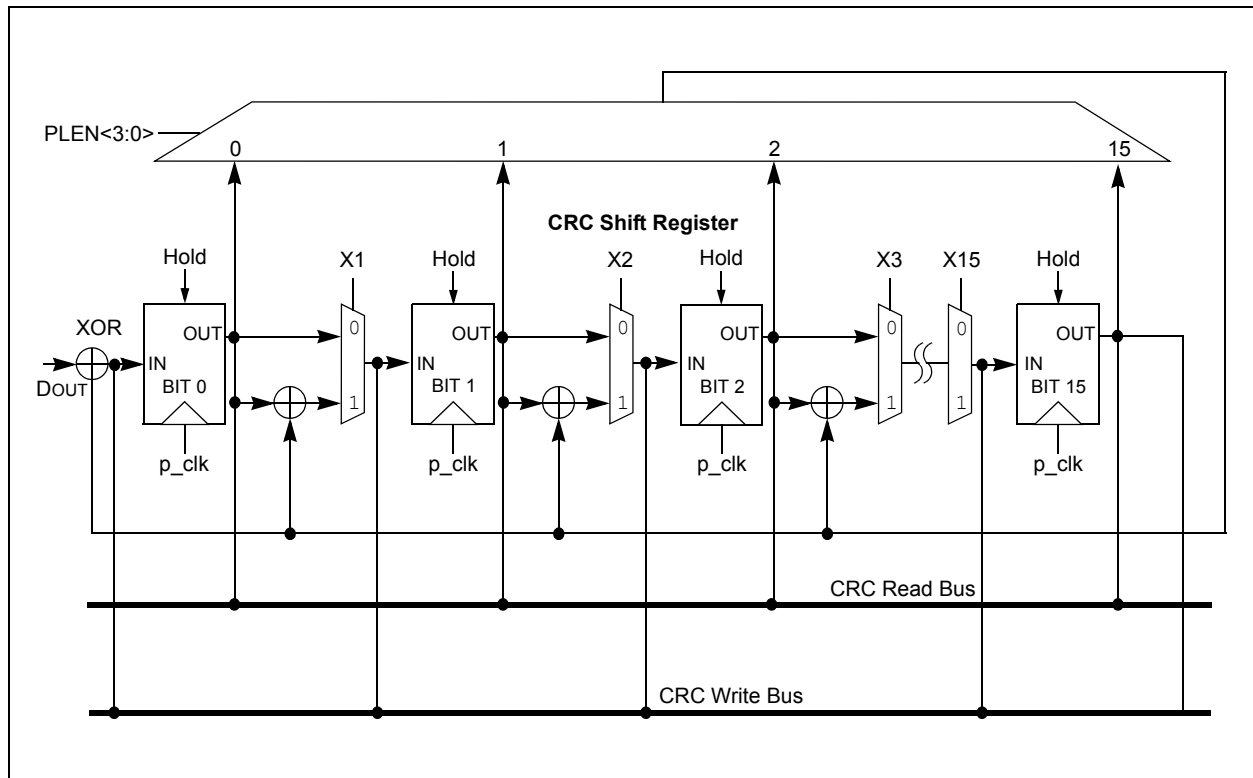 PLEN<3:0>
0 1 2 15
CRC Shift Register
Hold X1 Hold X2 Hold X3 X15 Hold
XOR
OUT 0 OUT 0 OUT 0 0 OUT
IN IN IN IN
DOUT BIT 0 1 BIT 1 1 BIT 2 1 1 BIT 15
p_clk p_clk p_clk p_clk
CRC Read Bus
CRC Write Bus